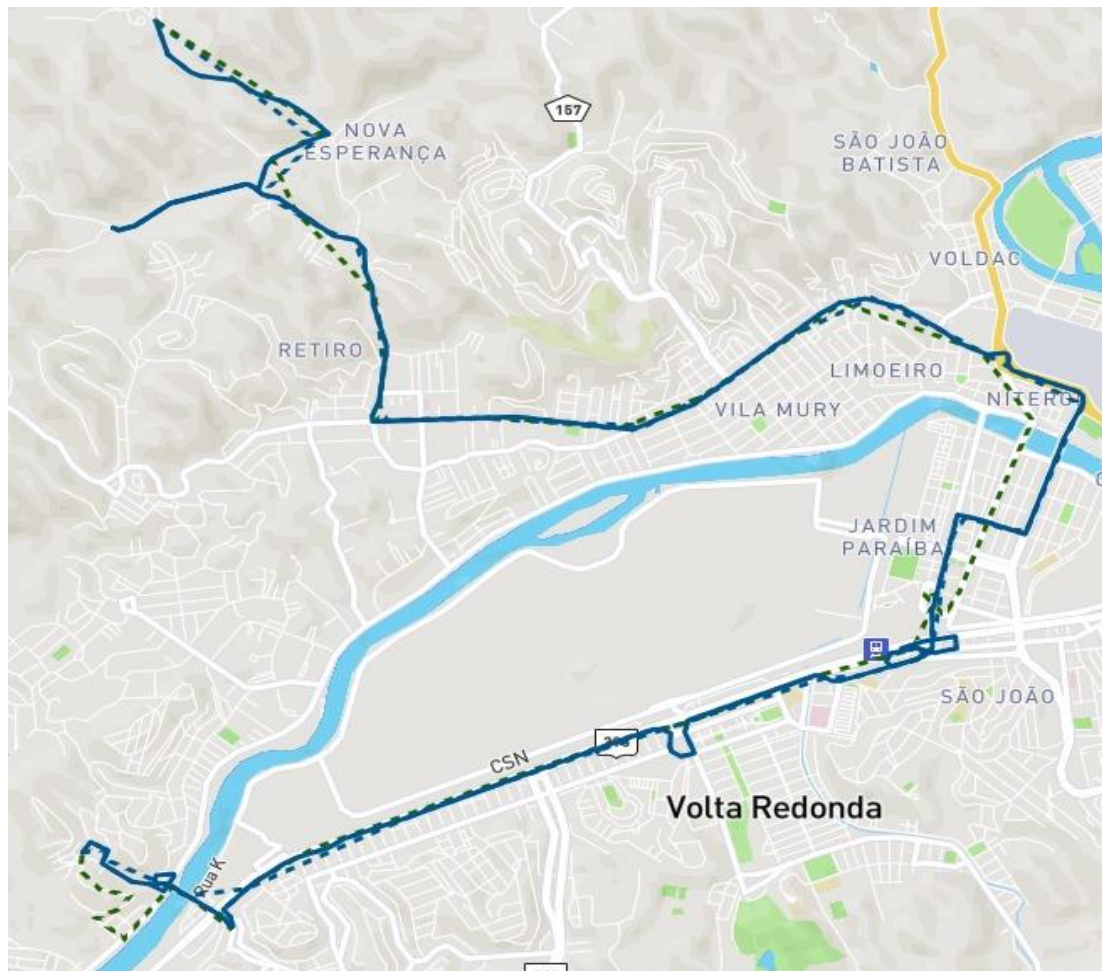 157
NOVA
ESPERANÇA
SÃO JOÃO
BATISTA
VOLDAC
RETIRO
LIMOEIRO
NITERÓI
VILA MURY
JARDIM
PARAÍBA
SÃO JOÃO
CSN
Volta Redonda
Rua K